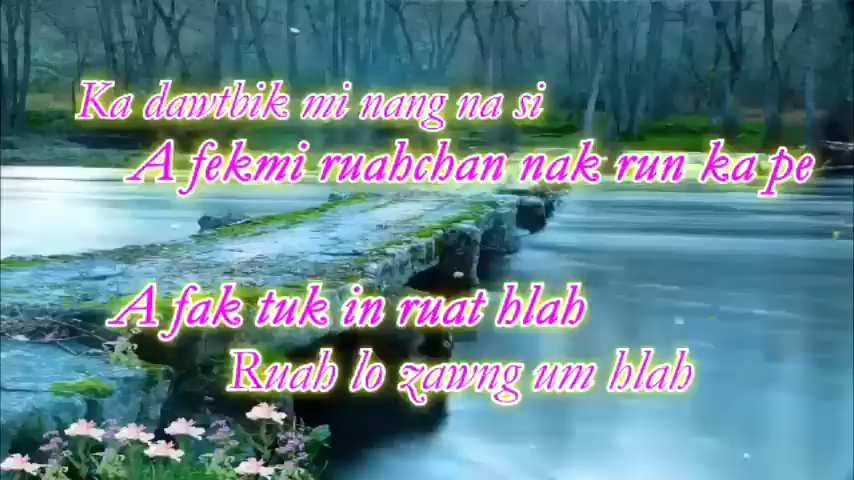 Ka dawtbik mi nang na si
A fekmi ruahchan nak run ka pe
A fak tuk in ruat hlah
Ruah lo zawng um hlah